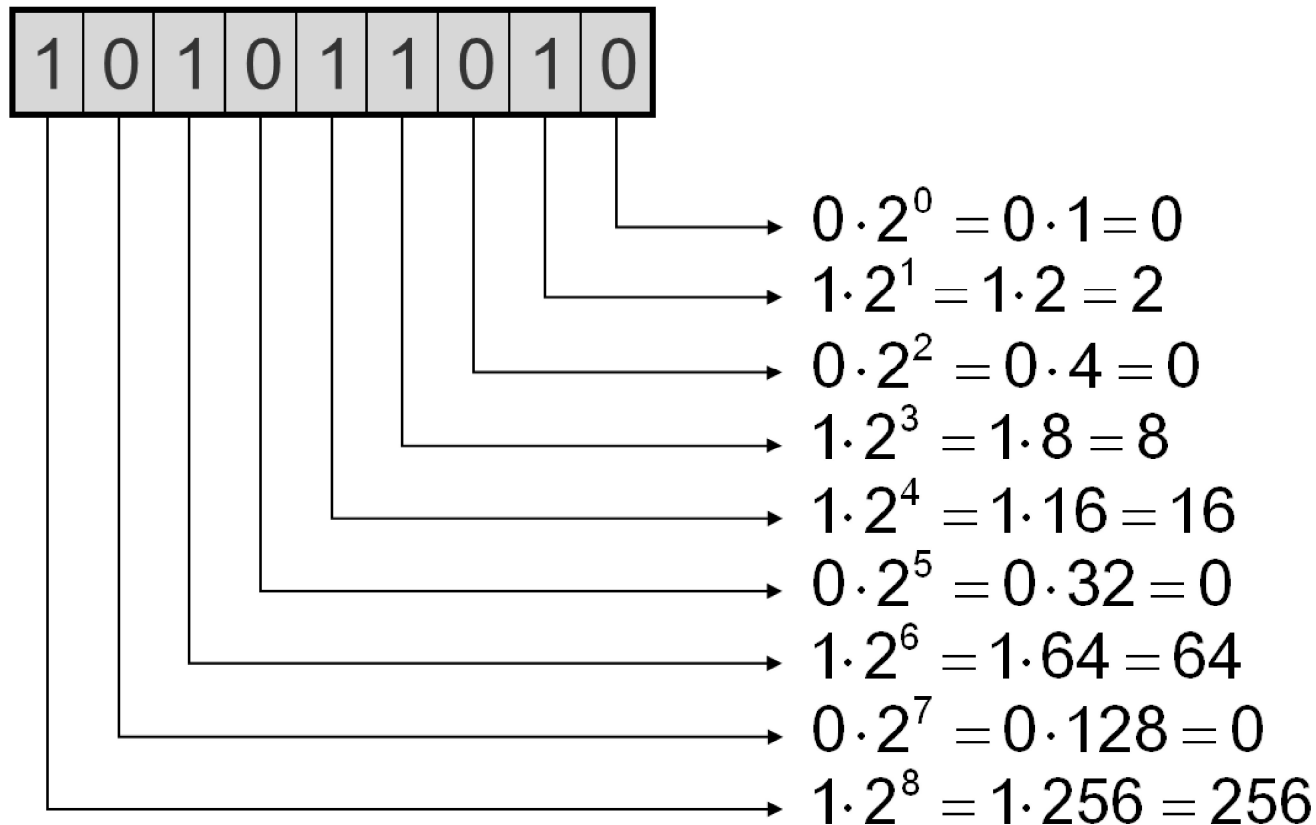 1 0 1 0 1 1 0 1 0
0·2⁰ = 0·1 = 0
1·2¹ = 1·2 = 2
0·2² = 0·4 = 0
1·2³ = 1·8 = 8
1·2⁴ = 1·16 = 16
0·2⁵ = 0·32 = 0
1·2⁶ = 1·64 = 64
0·2⁷ = 0·128 = 0
1·2⁸ = 1·256 = 256